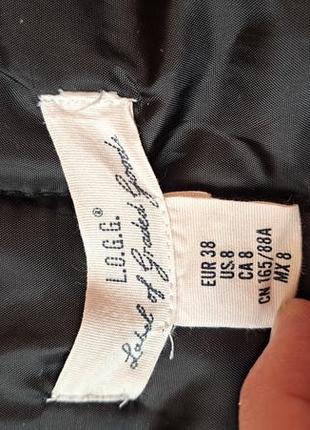 L.O.G.G.®
Label of Graded Goods
EUR 38
US 8
CA 8
CN 165/88A
MX 8